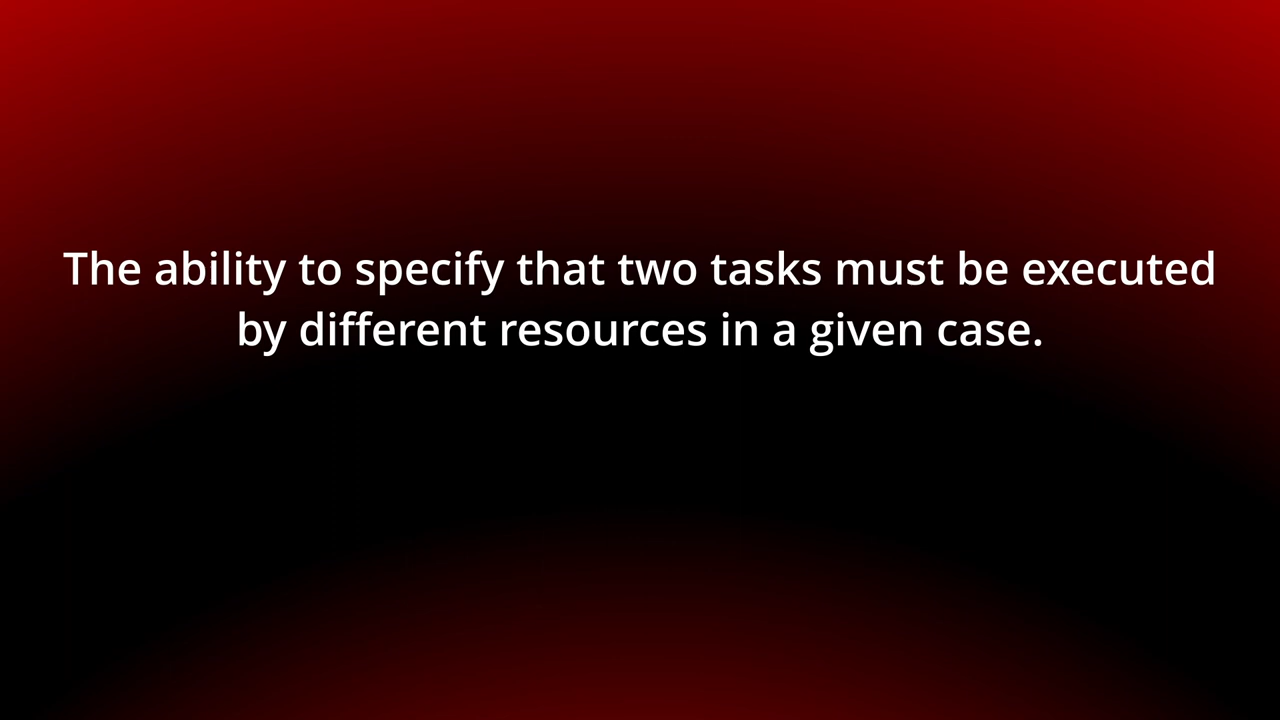 The ability to specify that two tasks must be executed
by different resources in a given case.